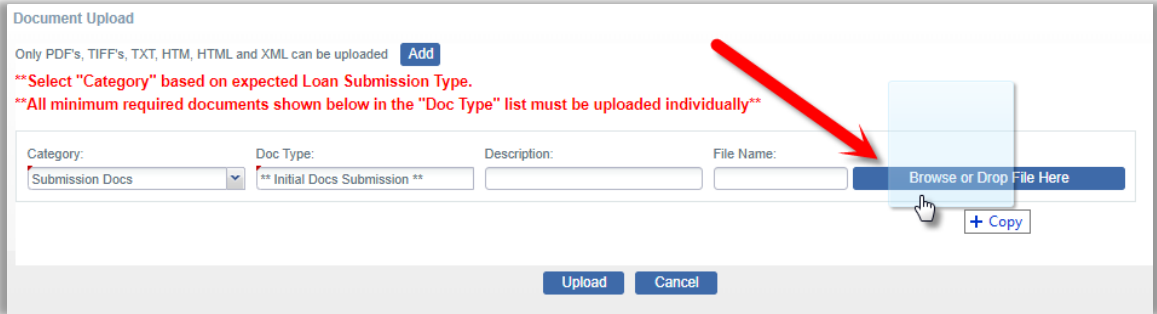 Document Upload
Only PDF's, TIFF's, TXT, HTM, HTML and XML can be uploaded Add
**Select "Category" based on expected Loan Submission Type.
**All minimum required documents shown below in the "Doc Type" list must be uploaded individually**
Category: Doc Type: Description: File Name:
Submission Docs ** Initial Docs Submission ** Browse or Drop File Here
+ Copy
Upload Cancel